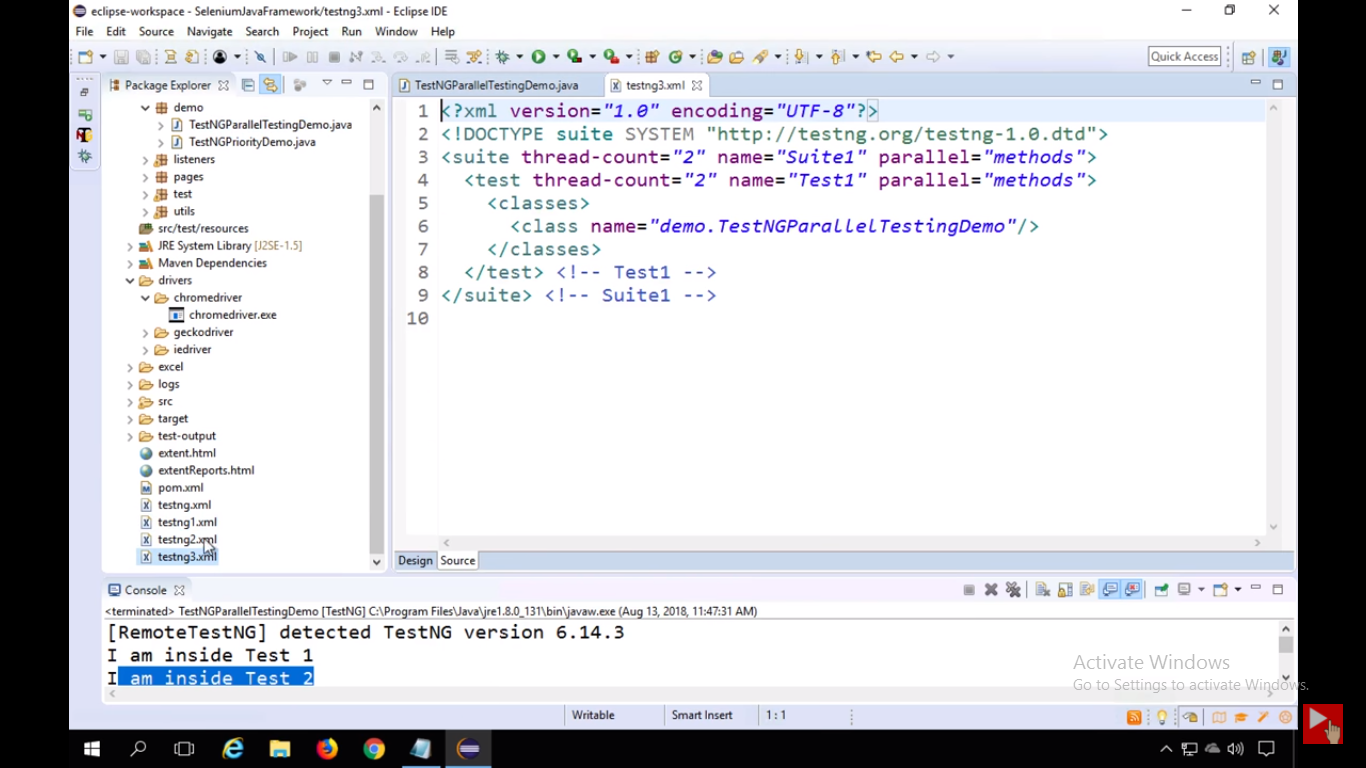 eclipse-workspace - SeleniumJavaFramework/testng3.xml - Eclipse IDE
File Edit Source Navigate Search Project Run Window Help
Quick Access
Package Explorer
TestNGParallelTestingDemo.java
testng3.xml
demo
TestNGParallelTestingDemo.java
TestNGPriorityDemo.java
listeners
pages
test
utils
src/test/resources
JRE System Library [J2SE-1.5]
Maven Dependencies
drivers
chromedriver
chromedriver.exe
geckodriver
iedriver
excel
logs
src
target
test-output
extent.html
extentReports.html
pom.xml
testng.xml
testng1.xml
testng2.xml
testng3.xml
1 <?xml version="1.0" encoding="UTF-8"?>
2 <!DOCTYPE suite SYSTEM "http://testng.org/testng-1.0.dtd">
3 <suite thread-count="2" name="Suite1" parallel="methods">
4 <test thread-count="2" name="Test1" parallel="methods">
5 <classes>
6 <class name="demo.TestNGParallelTestingDemo"/>
7 </classes>
8 </test> <!-- Test1 -->
9 </suite> <!-- Suite1 -->
10
Design Source
Console
<terminated> TestNGParallelTestingDemo [TestNG] C:\Program Files\Java\jre1.8.0_131\bin\javaw.exe (Aug 13, 2018, 11:47:31 AM)
[RemoteTestNG] detected TestNG version 6.14.3
I am inside Test 1
I am inside Test 2
Activate Windows
Go to Settings to activate Windows.
Writable Smart Insert 1 : 1